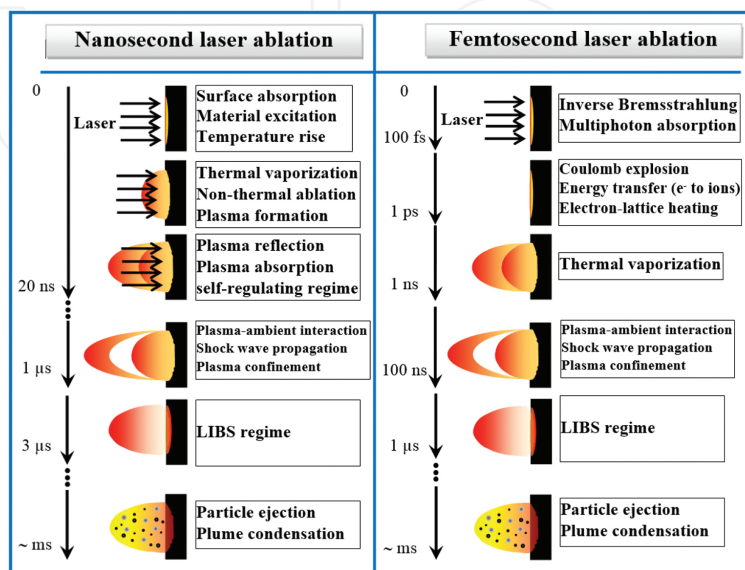 Nanosecond laser ablation
0
Laser
Surface absorption
Material excitation
Temperature rise
Thermal vaporization
Non-thermal ablation
Plasma formation
Plasma reflection
Plasma absorption
self-regulating regime
20 ns
Plasma-ambient interaction
Shock wave propagation
Plasma confinement
1 µs
LIBS regime
3 µs
Particle ejection
Plume condensation
~ ms
Femtosecond laser ablation
0
Laser
100 fs
Inverse Bremsstrahlung
Multiphoton absorption
Coulomb explosion
Energy transfer (e⁻ to ions)
Electron-lattice heating
1 ps
Thermal vaporization
1 ns
Plasma-ambient interaction
Shock wave propagation
Plasma confinement
100 ns
LIBS regime
1 µs
Particle ejection
Plume condensation
~ ms